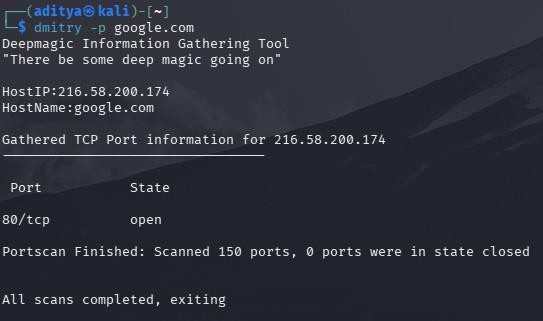 ┌──(aditya㉿kali)-[~]
└─$ dmitry -p google.com
Deepmagic Information Gathering Tool
"There be some deep magic going on"
HostIP:216.58.200.174
HostName:google.com
Gathered TCP Port information for 216.58.200.174
---------------------------------
Port State
80/tcp open
Portscan Finished: Scanned 150 ports, 0 ports were in state closed
All scans completed, exiting